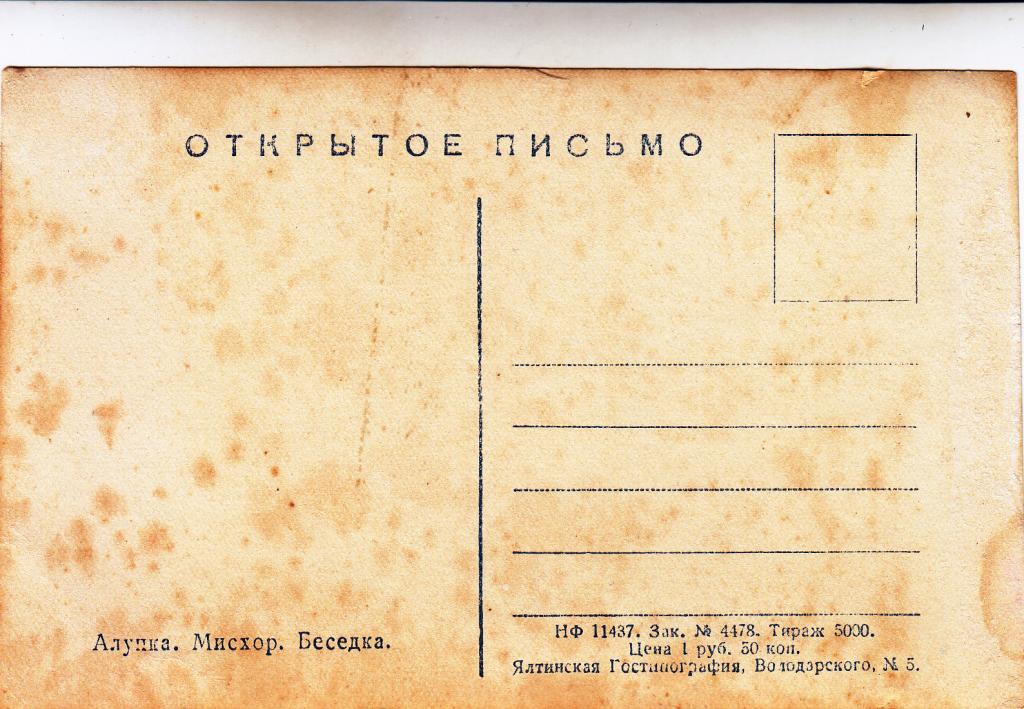 ОТКРЫТОЕ ПИСЬМО
Алупка. Мисхор. Беседка.
НФ 11437. Зак. № 4478. Тираж 5000.
Цена 1 руб. 50 коп.
Ялтинская Гостипография, Володарского, № 5.